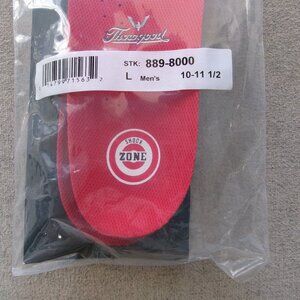 Thorogood
STK: 889-8000
L Men's 10-11 1/2
SHOCK
ZONE